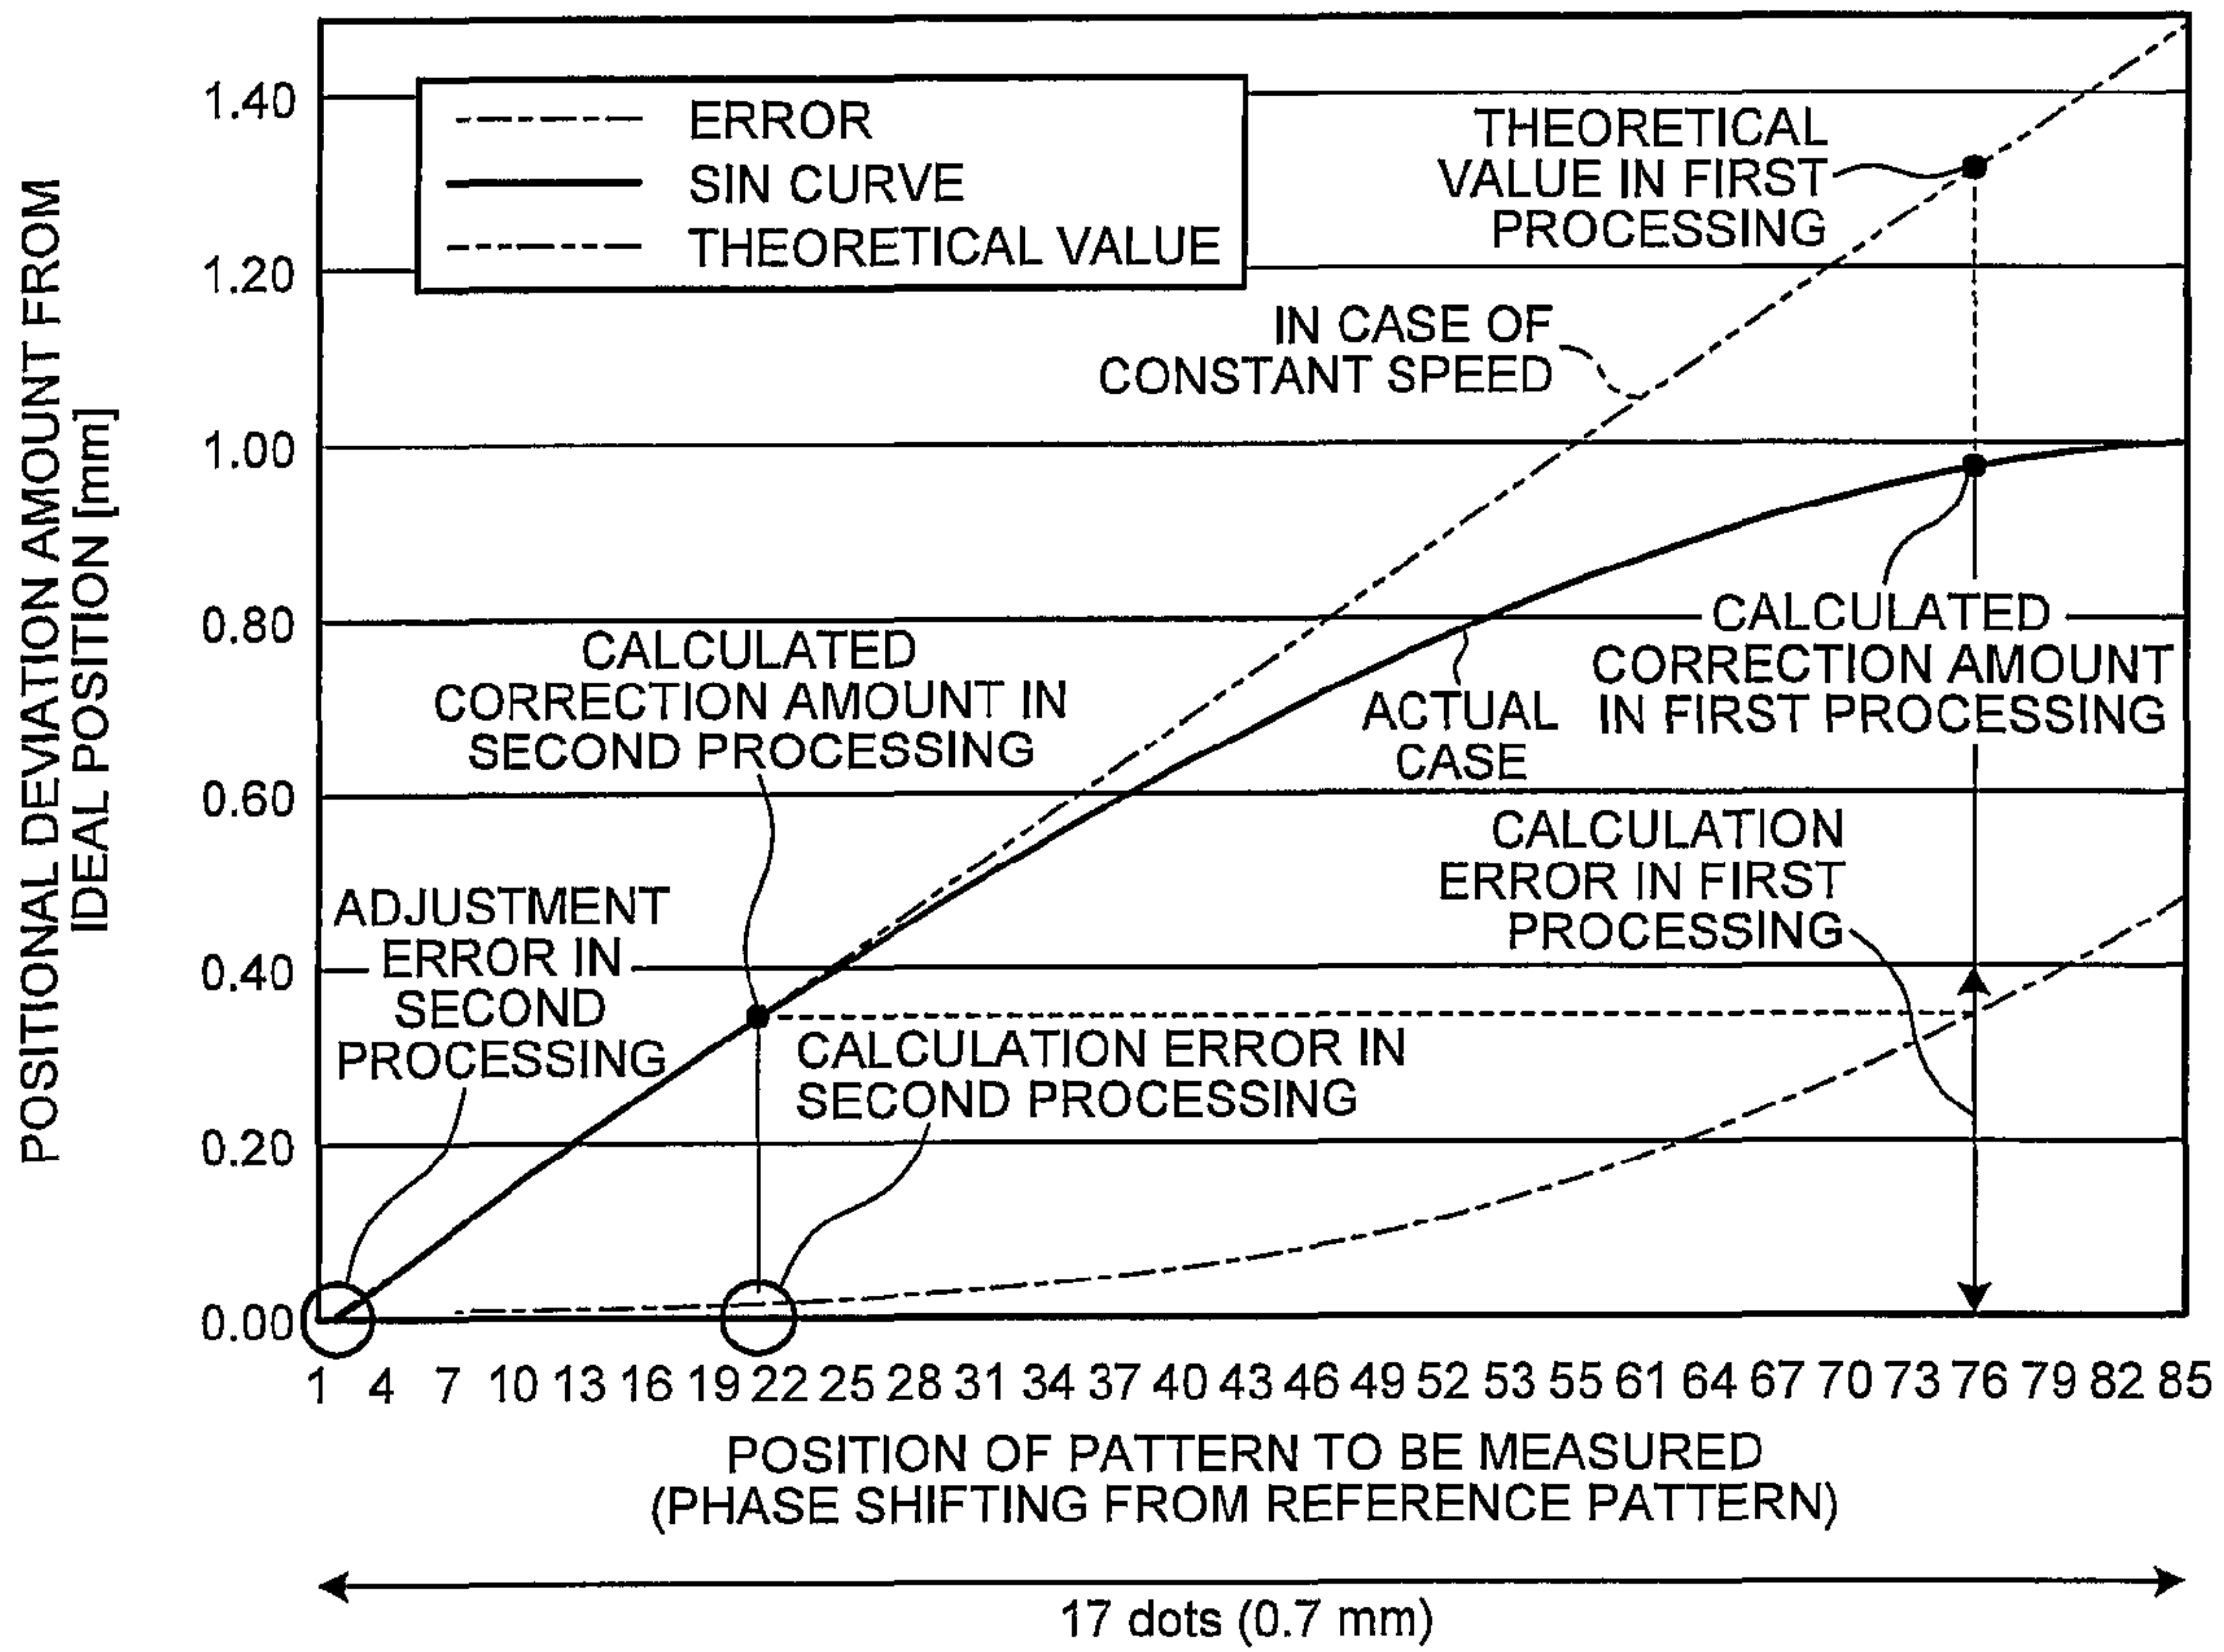 POSITIONAL DEVIATION AMOUNT FROM
IDEAL POSITION [mm]
1.40
1.20
1.00
0.80
0.60
0.40
0.20
0.00
ERROR
SIN CURVE
THEORETICAL VALUE
THEORETICAL
VALUE IN FIRST
PROCESSING
IN CASE OF
CONSTANT SPEED
CALCULATED
CORRECTION AMOUNT IN
SECOND PROCESSING
ACTUAL
CASE
CALCULATED
CORRECTION AMOUNT
IN FIRST PROCESSING
CALCULATION
ERROR IN FIRST
PROCESSING
ADJUSTMENT
ERROR IN
SECOND
PROCESSING
CALCULATION ERROR IN
SECOND PROCESSING
1 4 7 10 13 16 19 22 25 28 31 34 37 40 43 46 49 52 53 55 61 64 67 70 73 76 79 82 85
POSITION OF PATTERN TO BE MEASURED
(PHASE SHIFTING FROM REFERENCE PATTERN)
17 dots (0.7 mm)